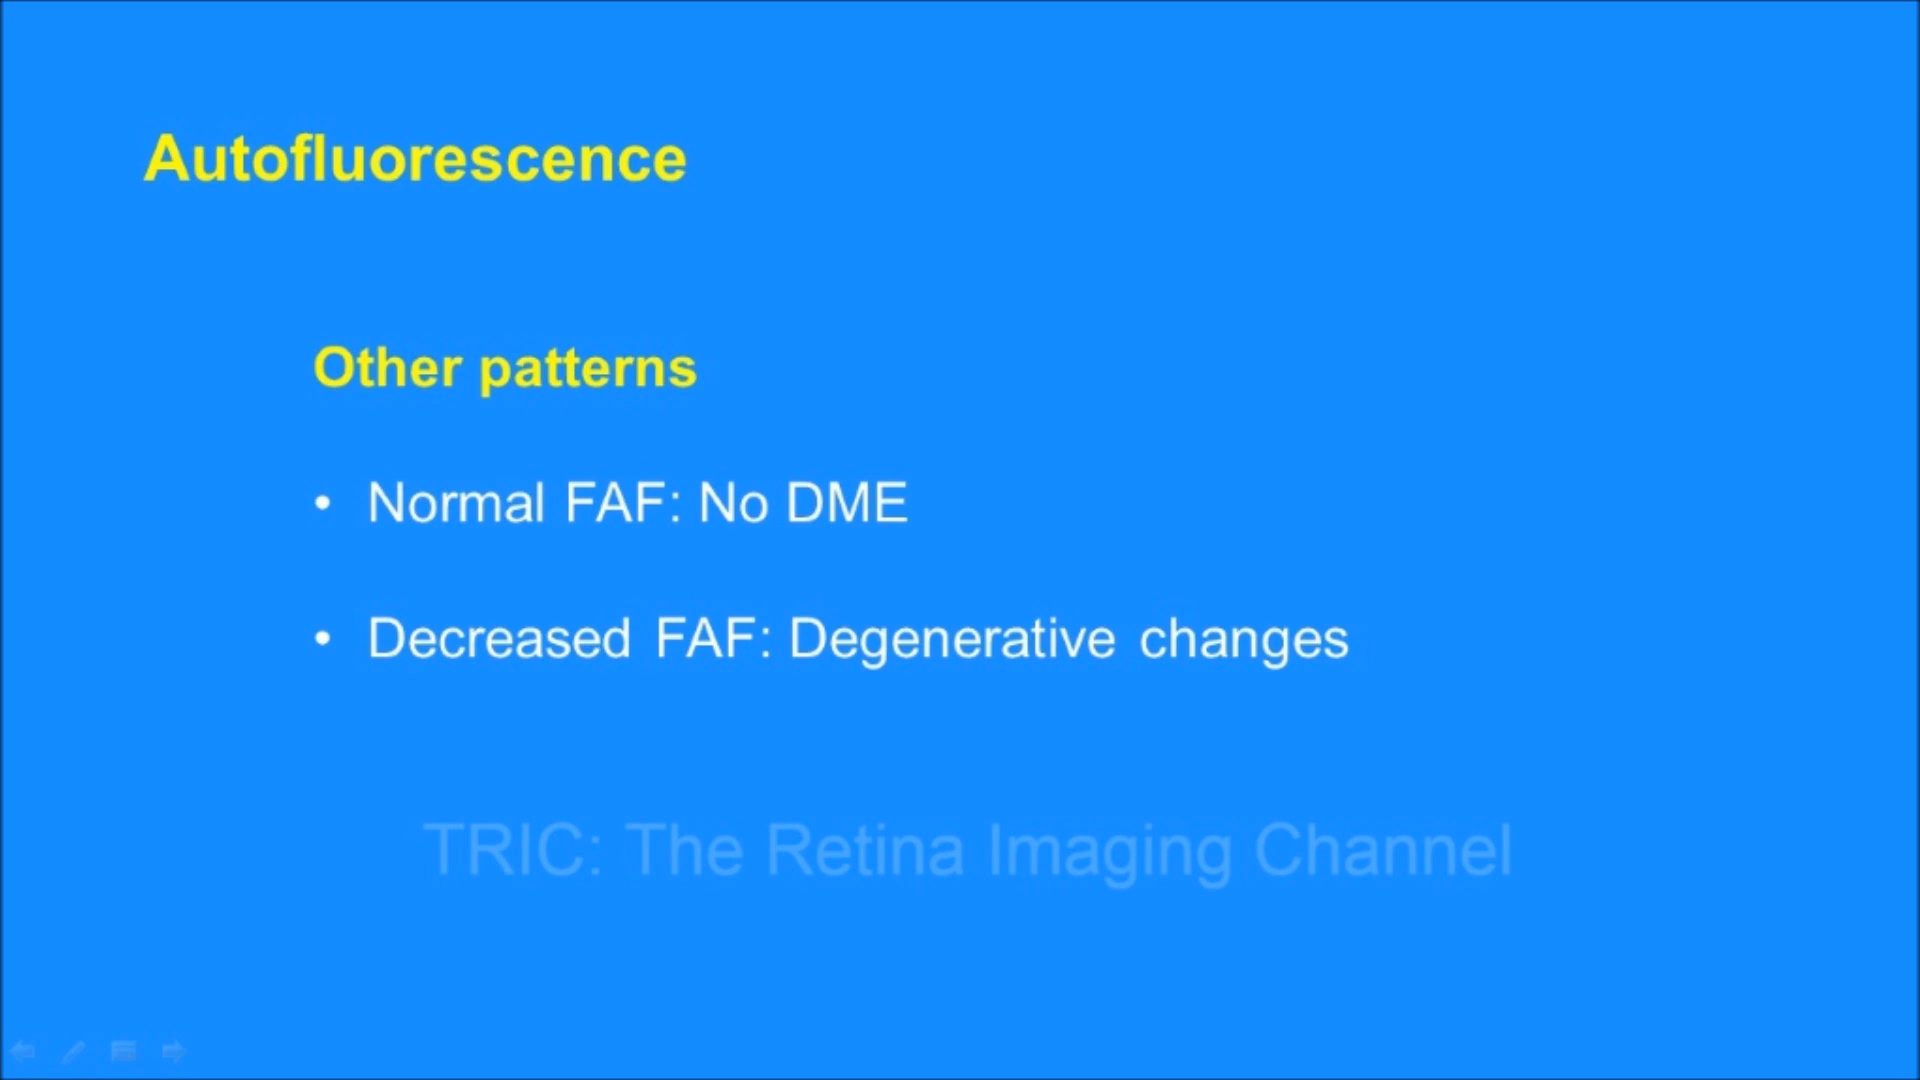 Autofluorescence
Other patterns
• Normal FAF: No DME
• Decreased FAF: Degenerative changes
TRIC: The Retina Imaging Channel